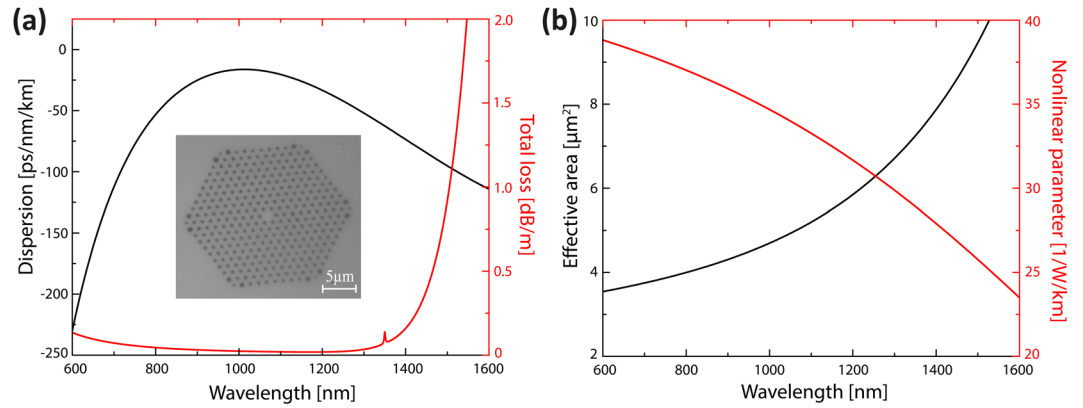 (a)
0
-50
-100
-150
-200
-250
Dispersion [ps/nm/km]
5μm
2.0
1.5
1.0
0.5
0
Total loss [dB/m]
600 800 1000 1200 1400 1600
Wavelength [nm]
(b)
10
8
6
4
2
Effective area [μm²]
40
35
30
25
20
Nonlinear parameter [1/W/km]
600 800 1000 1200 1400 1600
Wavelength [nm]